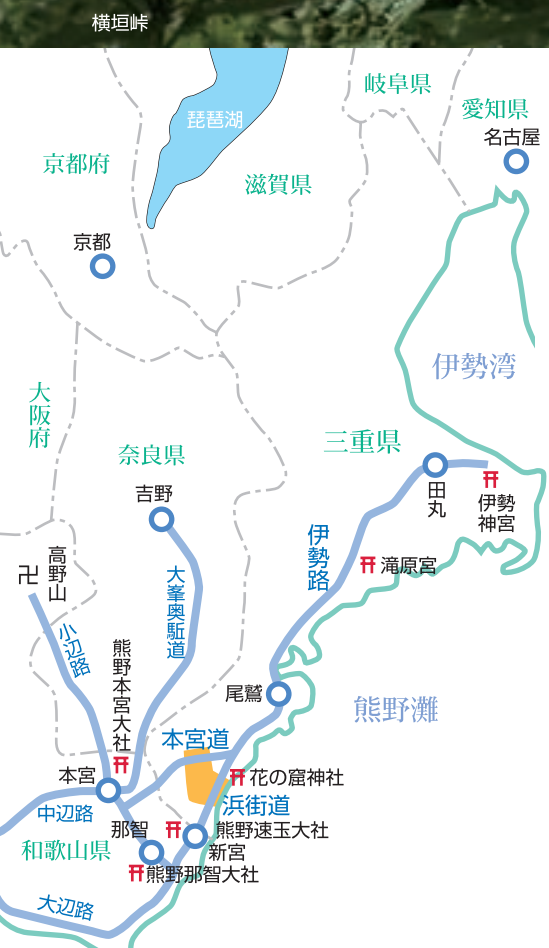 横垣峠
岐阜県
愛知県
名古屋
琵琶湖
京都府
滋賀県
京都
伊勢湾
大阪府
三重県
奈良県
田丸
伊勢神宮
吉野
伊勢路
高野山
卍
滝原宮
大峯奥駈道
小辺路
熊野本宮大社
尾鷲
熊野灘
本宮道
本宮
花の窟神社
中辺路
浜街道
那智
熊野速玉大社
和歌山県
新宮
熊野那智大社
大辺路